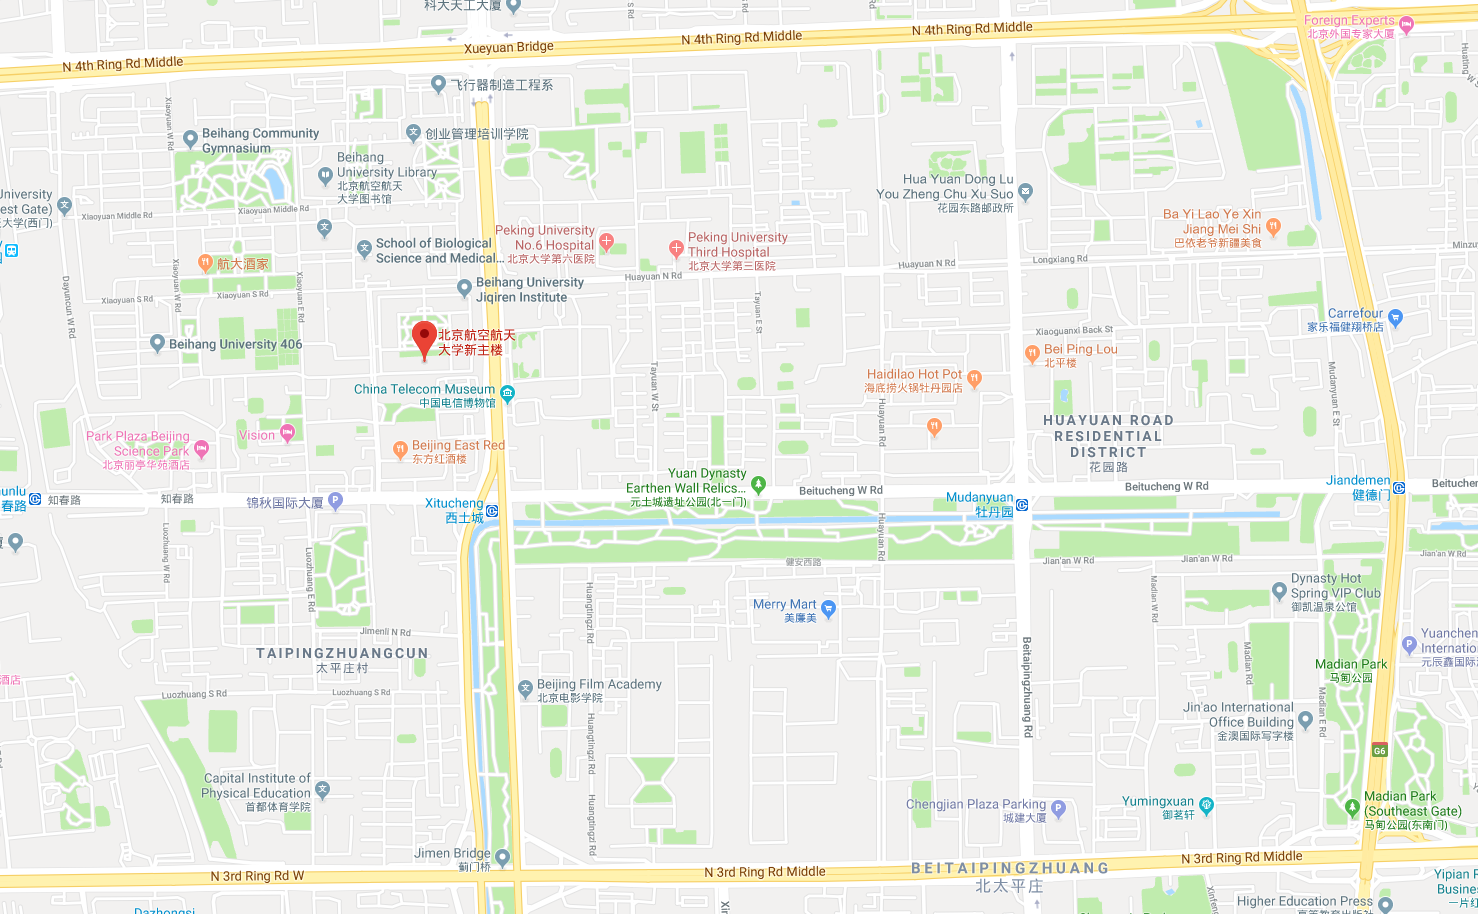 科大天工大厦
Xueyuan Bridge
N 4th Ring Rd Middle
N 4th Ring Rd Middle
N 4th Ring Rd Middle
Foreign Experts
北京外国专家大厦
飞行器制造工程系
Xiaoyuan W Rd
Beihang Community
Gymnasium
创业管理培训学院
Beihang
University Library
北京航空航天
大学图书馆
Hua Yuan Dong Lu
You Zheng Chu Xu Suo
花园东路邮政所
University
大学(西门)
Xiaoyuan Middle Rd
Xiaoyuan Middle Rd
Ba Yi Lao Ye Xin
Jiang Mei Shi
巴依老爷新疆美食
School of Biological
Science and Medical...
Peking University
No.6 Hospital
北京大学第六医院
Peking University
Third Hospital
北京大学第三医院
航大酒家
Huayuan N Rd
Huayuan N Rd
Longxiang Rd
Dayuncun W Rd
Xiaoyuan W Rd
Xiaoyuan E Rd
Xiaoyuan S Rd
Xiaoyuan S Rd
Beihang University
Jiqiren Institute
Tayuan E St
Carrefour
家乐福健翔桥店
Xiaoguanxi Back St
Beihang University 406
北京航空航天
大学新主楼
Bei Ping Lou
北平楼
China Telecom Museum
中国电信博物馆
Tayuan W St
Haidilao Hot Pot
海底捞火锅牡丹园店
Huayuan Rd
Mudanyuan E St
HUAYUAN ROAD
RESIDENTIAL
DISTRICT
花园路
Park Plaza Beijing
Science Park
北京丽亭华苑酒店
Vision
Beijing East Red
东方红酒楼
Yuan Dynasty
Earthen Wall Relics...
元土城遗址公园(北一门)
Beitucheng W Rd
Beitucheng W Rd
Jiandemen
健德门
春路
知春路
知春路
锦秋国际大厦
Xitucheng
西土城
Mudanyuan
牡丹园
Huayuan Rd
健安西路
Jian'an W Rd
Jian'an W Rd
Jian'an W Rd
Luozhuang W Rd
Luozhuang E Rd
Huangtingzi Rd
Merry Mart
美廉美
Madian W Rd
Dynasty Hot
Spring VIP Club
御凯温泉公馆
Jimenli N Rd
TAIPINGZHUANGCUN
太平庄村
Beitaipingzhuang Rd
Madian Rd
Madian Park
马甸公园
元辰鑫国际
酒店
Luozhuang S Rd
Luozhuang S Rd
Beijing Film Academy
北京电影学院
Madian E Rd
Jin'ao International
Office Building
金澳国际写字楼
Huangtingzi Rd
G6
Capital Institute of
Physical Education
首都体育学院
Huangtingzi Rd
Chengjian Plaza Parking
城建大厦
Yumingxuan
御茗轩
Madian Park
(Southeast Gate)
马甸公园(东南门)
Jimen Bridge
蓟门桥
N 3rd Ring Rd W
N 3rd Ring Rd Middle
BEITAIPINGZHUANG
北太平庄
N 3rd Ring Rd Middle
Yipian
Higher Education Press
高等教育出版社
Dazhongsi